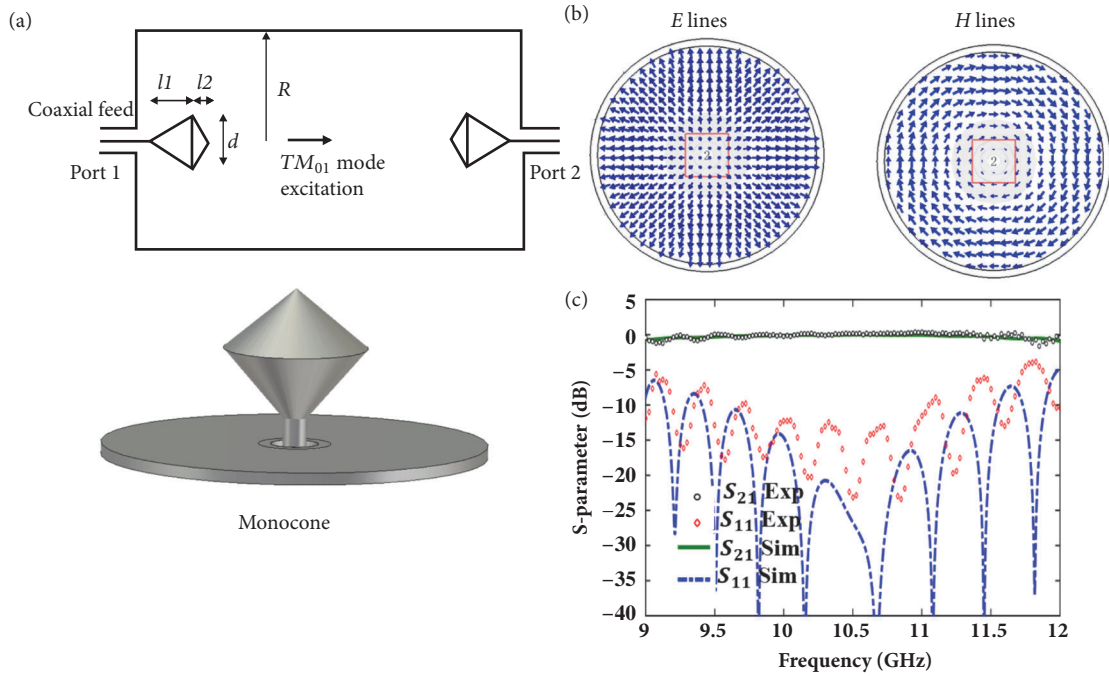 (a)
l1 l2
R
Coaxial feed
d
Port 1
TM01 mode
excitation
Port 2
Monocone
(b)
E lines
H lines
2
2
(c)
5
0
−5
−10
−15
−20
−25
−30
−35
−40
S-parameter (dB)
S21 Exp
S11 Exp
S21 Sim
S11 Sim
9 9.5 10 10.5 11 11.5 12
Frequency (GHz)